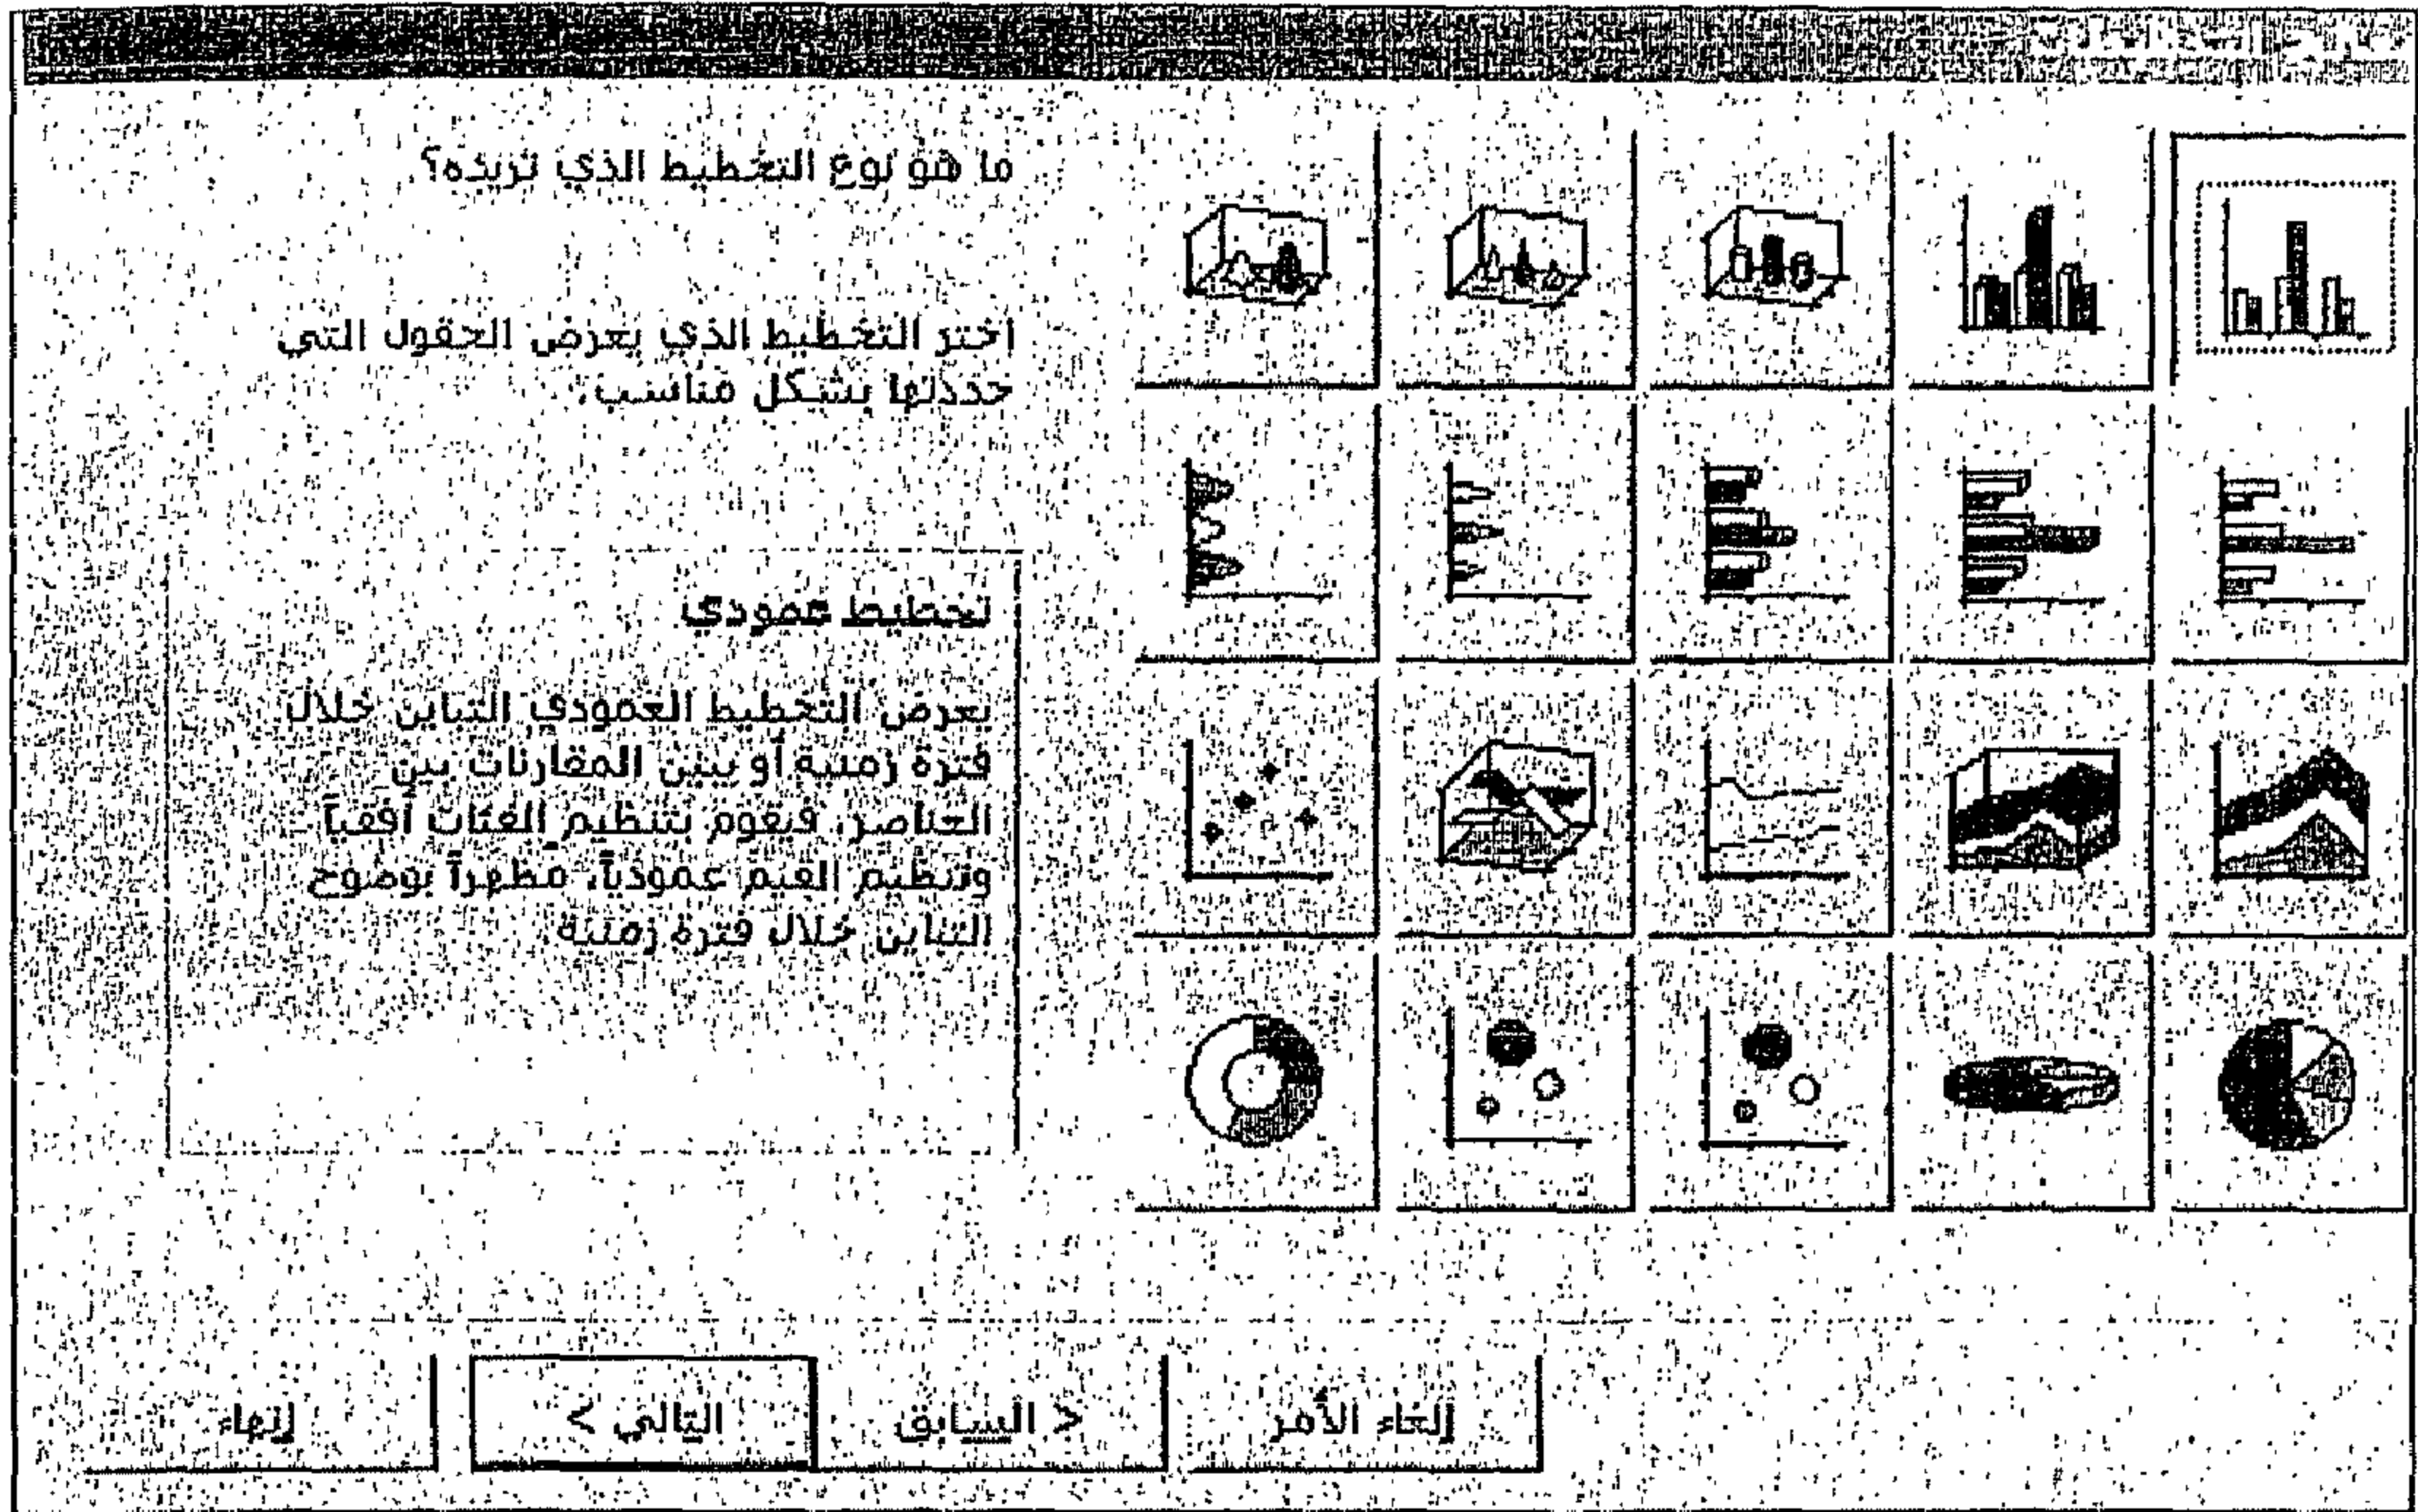 ما هو نوع التخطيط الذي تريده؟
اختر التخطيط الذي يعرض الحقول التي
حددتها بشكل مناسب.
تخطيط عمودي
يعرض التخطيط العمودي التباين خلال
فترة زمنية أو يبين المقارنات بين
العناصر. فيقوم بتنظيم الفئات أفقياً
وتنظيم القيم عمودياً، مظهراً بوضوح
التباين خلال فترة زمنية
إلغاء الأمر
< السابق
التالي >
إنهاء